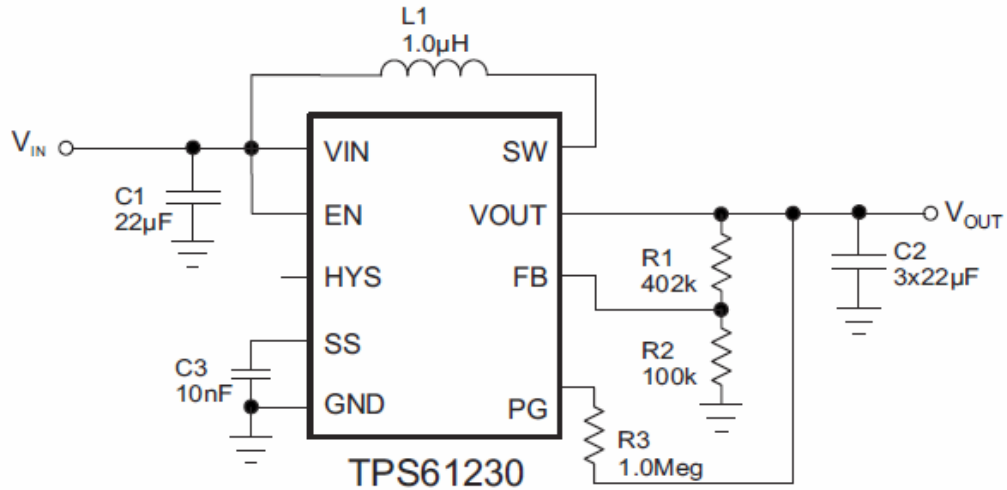 L1
1.0µH
VIN
VIN
SW
C1
22µF
EN
VOUT
VOUT
R1
402k
C2
3x22µF
HYS
FB
R2
100k
SS
C3
10nF
GND
PG
R3
1.0Meg
TPS61230